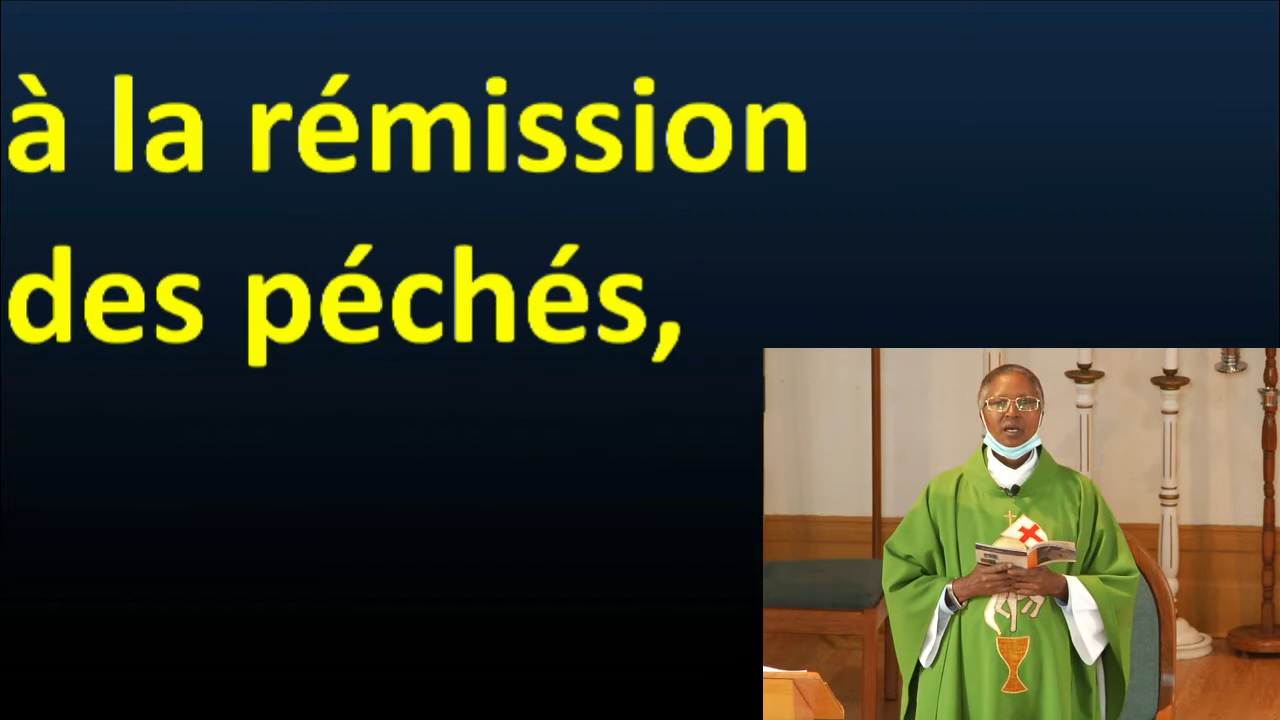 à la rémission
des péchés,